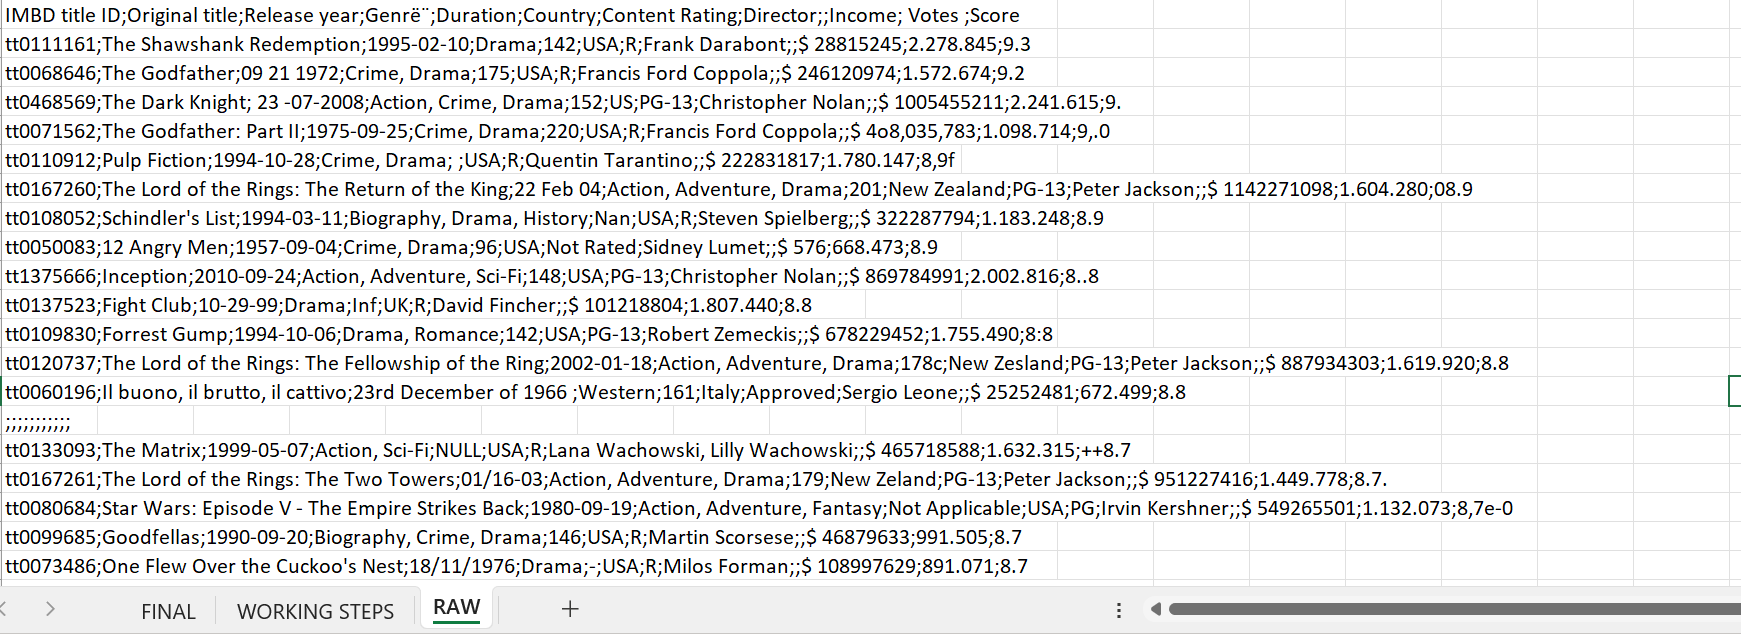 IMBD title ID;Original title;Release year;Genrë¨;Duration;Country;Content Rating;Director;;Income; Votes ;Score
tt0111161;The Shawshank Redemption;1995-02-10;Drama;142;USA;R;Frank Darabont;;$ 28815245;2.278.845;9.3
tt0068646;The Godfather;09 21 1972;Crime, Drama;175;USA;R;Francis Ford Coppola;;$ 246120974;1.572.674;9.2
tt0468569;The Dark Knight; 23 -07-2008;Action, Crime, Drama;152;US;PG-13;Christopher Nolan;;$ 1005455211;2.241.615;9.
tt0071562;The Godfather: Part II;1975-09-25;Crime, Drama;220;USA;R;Francis Ford Coppola;;$ 4o8,035,783;1.098.714;9,.0
tt0110912;Pulp Fiction;1994-10-28;Crime, Drama; ;USA;R;Quentin Tarantino;;$ 222831817;1.780.147;8,9f
tt0167260;The Lord of the Rings: The Return of the King;22 Feb 04;Action, Adventure, Drama;201;New Zealand;PG-13;Peter Jackson;;$ 1142271098;1.604.280;08.9
tt0108052;Schindler's List;1994-03-11;Biography, Drama, History;Nan;USA;R;Steven Spielberg;;$ 322287794;1.183.248;8.9
tt0050083;12 Angry Men;1957-09-04;Crime, Drama;96;USA;Not Rated;Sidney Lumet;;$ 576;668.473;8.9
tt1375666;Inception;2010-09-24;Action, Adventure, Sci-Fi;148;USA;PG-13;Christopher Nolan;;$ 869784991;2.002.816;8..8
tt0137523;Fight Club;10-29-99;Drama;Inf;UK;R;David Fincher;;$ 101218804;1.807.440;8.8
tt0109830;Forrest Gump;1994-10-06;Drama, Romance;142;USA;PG-13;Robert Zemeckis;;$ 678229452;1.755.490;8:8
tt0120737;The Lord of the Rings: The Fellowship of the Ring;2002-01-18;Action, Adventure, Drama;178c;New Zesland;PG-13;Peter Jackson;;$ 887934303;1.619.920;8.8
tt0060196;Il buono, il brutto, il cattivo;23rd December of 1966 ;Western;161;Italy;Approved;Sergio Leone;;$ 25252481;672.499;8.8
;;;;;;;;;;;
tt0133093;The Matrix;1999-05-07;Action, Sci-Fi;NULL;USA;R;Lana Wachowski, Lilly Wachowski;;$ 465718588;1.632.315;++8.7
tt0167261;The Lord of the Rings: The Two Towers;01/16-03;Action, Adventure, Drama;179;New Zeland;PG-13;Peter Jackson;;$ 951227416;1.449.778;8.7.
tt0080684;Star Wars: Episode V - The Empire Strikes Back;1980-09-19;Action, Adventure, Fantasy;Not Applicable;USA;PG;Irvin Kershner;;$ 549265501;1.132.073;8,7e-0
tt0099685;Goodfellas;1990-09-20;Biography, Crime, Drama;146;USA;R;Martin Scorsese;;$ 46879633;991.505;8.7
tt0073486;One Flew Over the Cuckoo's Nest;18/11/1976;Drama;-;USA;R;Milos Forman;;$ 108997629;891.071;8.7
FINAL WORKING STEPS RAW